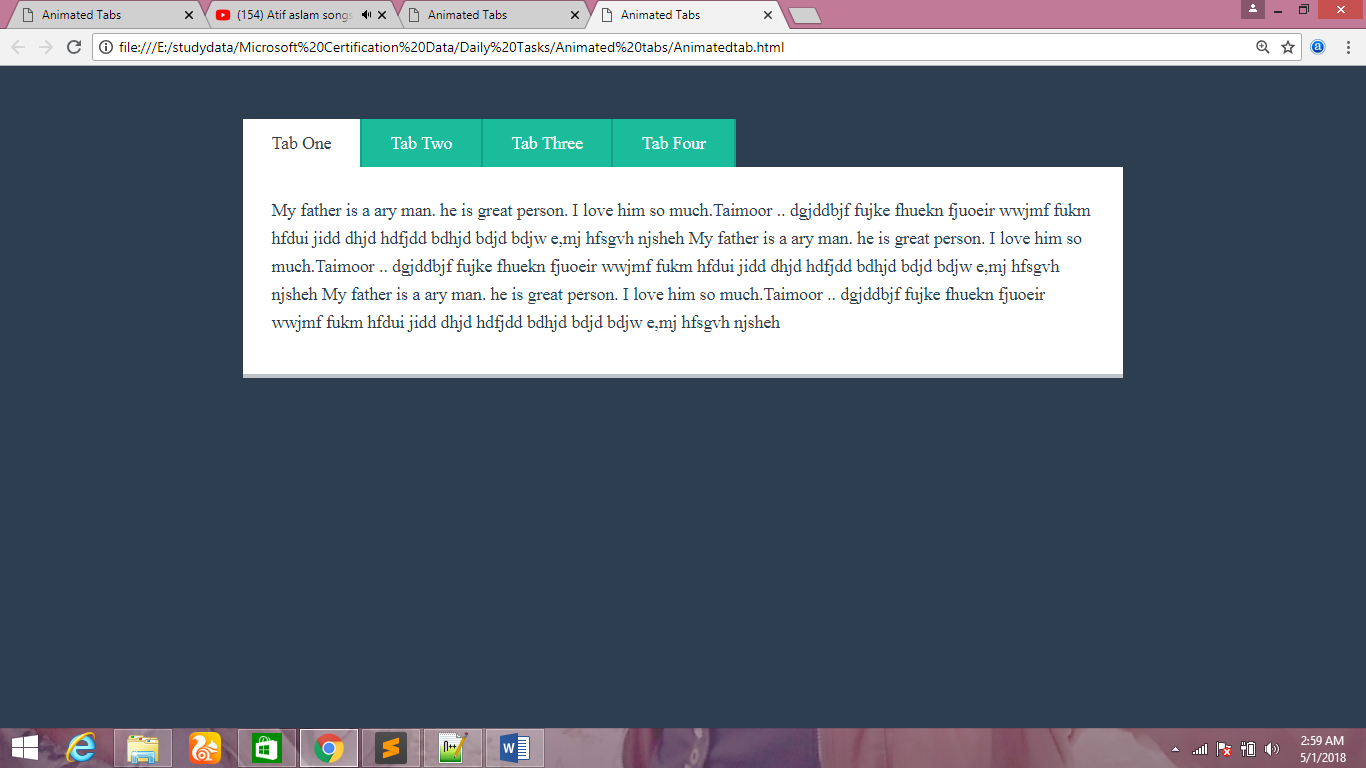 Animated Tabs
(154) Atif aslam songs
Animated Tabs
Animated Tabs
file:///E:/studydata/Microsoft%20Certification%20Data/Daily%20Tasks/Animated%20tabs/Animatedtab.html
Tab One
Tab Two
Tab Three
Tab Four
My father is a ary man. he is great person. I love him so much.Taimoor .. dgjddbjf fujke fhuekn fjuoeir wwjmf fukm
hfdui jidd dhjd hdfjdd bdhjd bdjd bdjw e,mj hfsgvh njsheh My father is a ary man. he is great person. I love him so
much.Taimoor .. dgjddbjf fujke fhuekn fjuoeir wwjmf fukm hfdui jidd dhjd hdfjdd bdhjd bdjd bdjw e,mj hfsgvh
njsheh My father is a ary man. he is great person. I love him so much.Taimoor .. dgjddbjf fujke fhuekn fjuoeir
wwjmf fukm hfdui jidd dhjd hdfjdd bdhjd bdjd bdjw e,mj hfsgvh njsheh
2:59 AM
5/1/2018